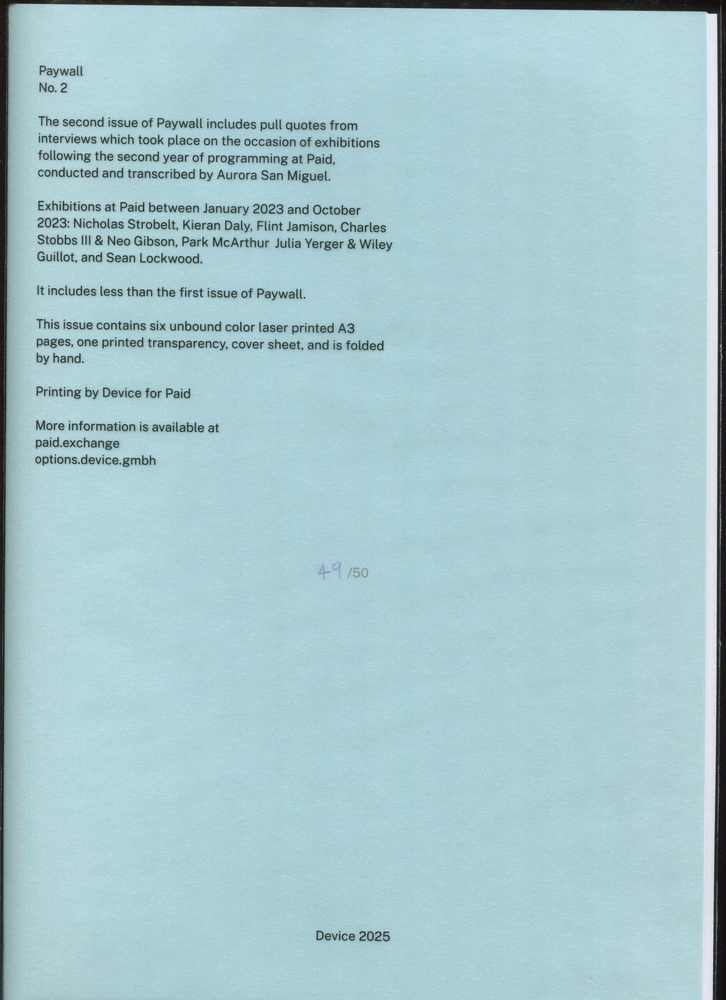 Paywall
No. 2
The second issue of Paywall includes pull quotes from
interviews which took place on the occasion of exhibitions
following the second year of programming at Paid,
conducted and transcribed by Aurora San Miguel.
Exhibitions at Paid between January 2023 and October
2023: Nicholas Strobelt, Kieran Daly, Flint Jamison, Charles
Stobbs III & Neo Gibson, Park McArthur Julia Yerger & Wiley
Guillot, and Sean Lockwood.
It includes less than the first issue of Paywall.
This issue contains six unbound color laser printed A3
pages, one printed transparency, cover sheet, and is folded
by hand.
Printing by Device for Paid
More information is available at
paid.exchange
options.device.gmbh
49 /50
Device 2025